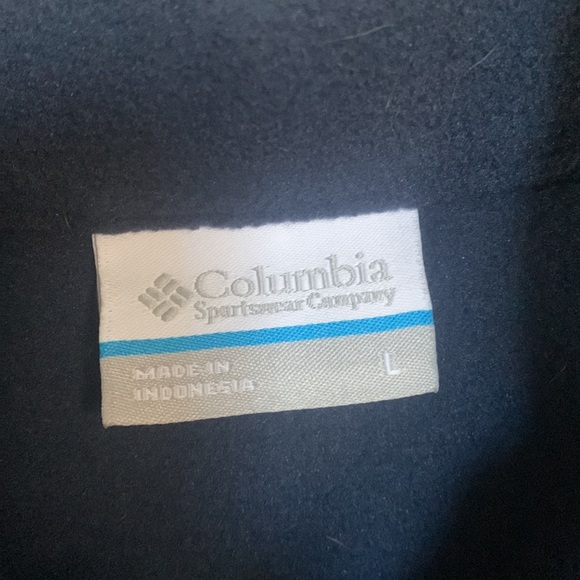 Columbia
Sportswear Company
MADE IN
INDONESIA
L